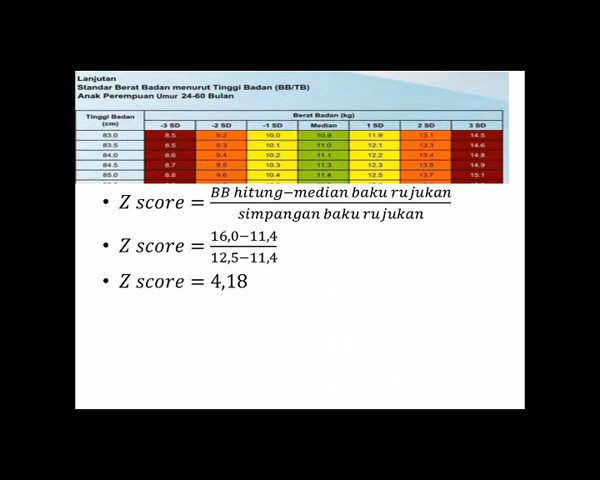 Lanjutan
Standar Berat Badan menurut Tinggi Badan (BB/TB)
Anak Perempuan Umur 24-60 Bulan
Tinggi Badan (cm) Berat Badan (kg)
-3 SD -2 SD -1 SD Median 1 SD 2 SD 3 SD
83.0 8.5 9.2 10.0 10.9 11.9 13.1 14.5
83.5 8.5 9.3 10.1 11.0 12.1 13.3 14.6
84.0 8.6 9.4 10.2 11.1 12.2 13.4 14.8
84.5 8.7 9.5 10.3 11.3 12.3 13.5 14.9
85.0 8.8 9.6 10.4 11.4 12.5 13.7 15.1
• Z score = BB hitung−median baku rujukan / simpangan baku rujukan
• Z score = 16,0−11,4 / 12,5−11,4
• Z score = 4,18